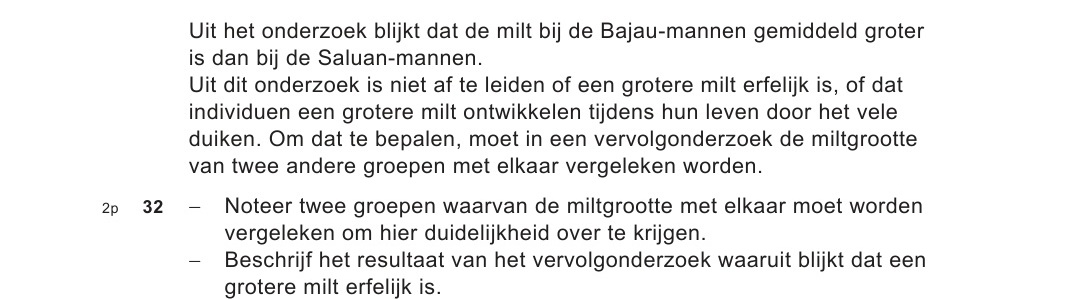 Uit het onderzoek blijkt dat de milt bij de Bajau-mannen gemiddeld groter
is dan bij de Saluan-mannen.
Uit dit onderzoek is niet af te leiden of een grotere milt erfelijk is, of dat
individuen een grotere milt ontwikkelen tijdens hun leven door het vele
duiken. Om dat te bepalen, moet in een vervolgonderzoek de miltgrootte
van twee andere groepen met elkaar vergeleken worden.
2p 32 – Noteer twee groepen waarvan de miltgrootte met elkaar moet worden
vergeleken om hier duidelijkheid over te krijgen.
– Beschrijf het resultaat van het vervolgonderzoek waaruit blijkt dat een
grotere milt erfelijk is.